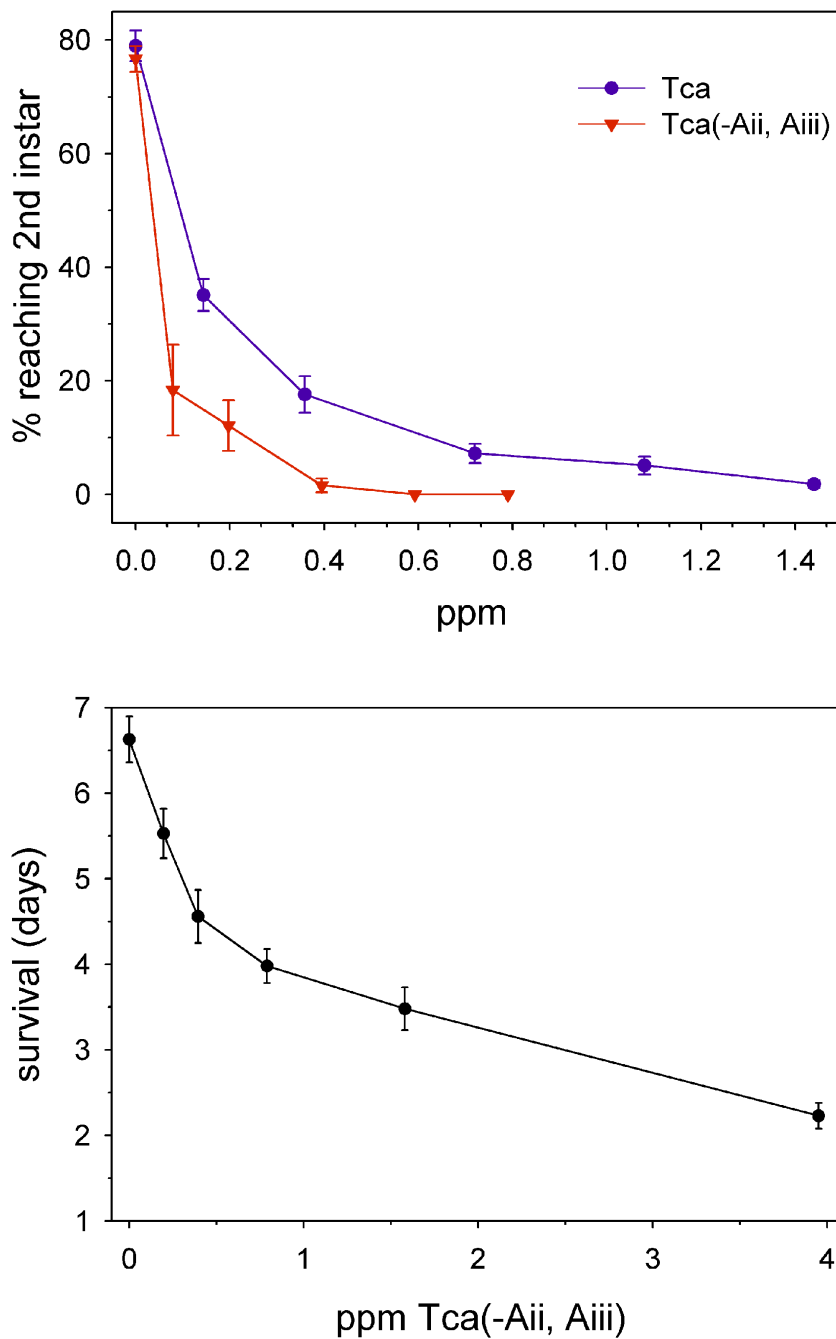 80
60
40
20
0
% reaching 2nd instar
Tca
Tca(-Aii, Aiii)
0.0 0.2 0.4 0.6 0.8 1.0 1.2 1.4
ppm
7
6
5
4
3
2
1
survival (days)
0 1 2 3 4
ppm Tca(-Aii, Aiii)